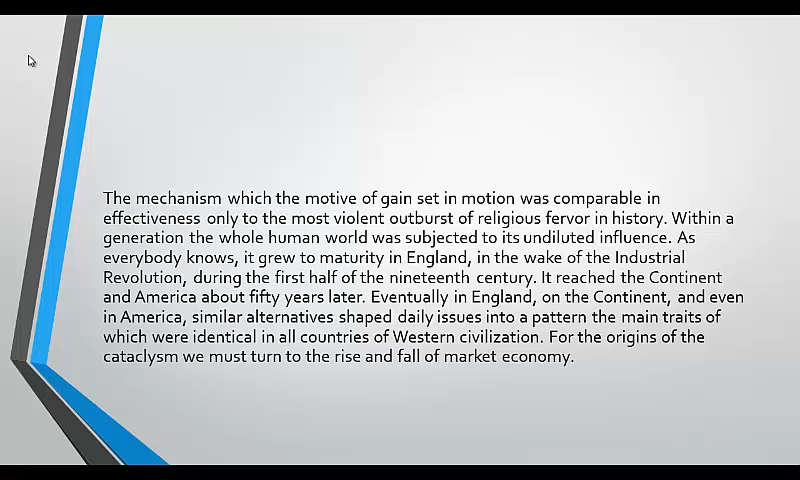 The mechanism which the motive of gain set in motion was comparable in
effectiveness only to the most violent outburst of religious fervor in history. Within a
generation the whole human world was subjected to its undiluted influence. As
everybody knows, it grew to maturity in England, in the wake of the Industrial
Revolution, during the first half of the nineteenth century. It reached the Continent
and America about fifty years later. Eventually in England, on the Continent, and even
in America, similar alternatives shaped daily issues into a pattern the main traits of
which were identical in all countries of Western civilization. For the origins of the
cataclysm we must turn to the rise and fall of market economy.